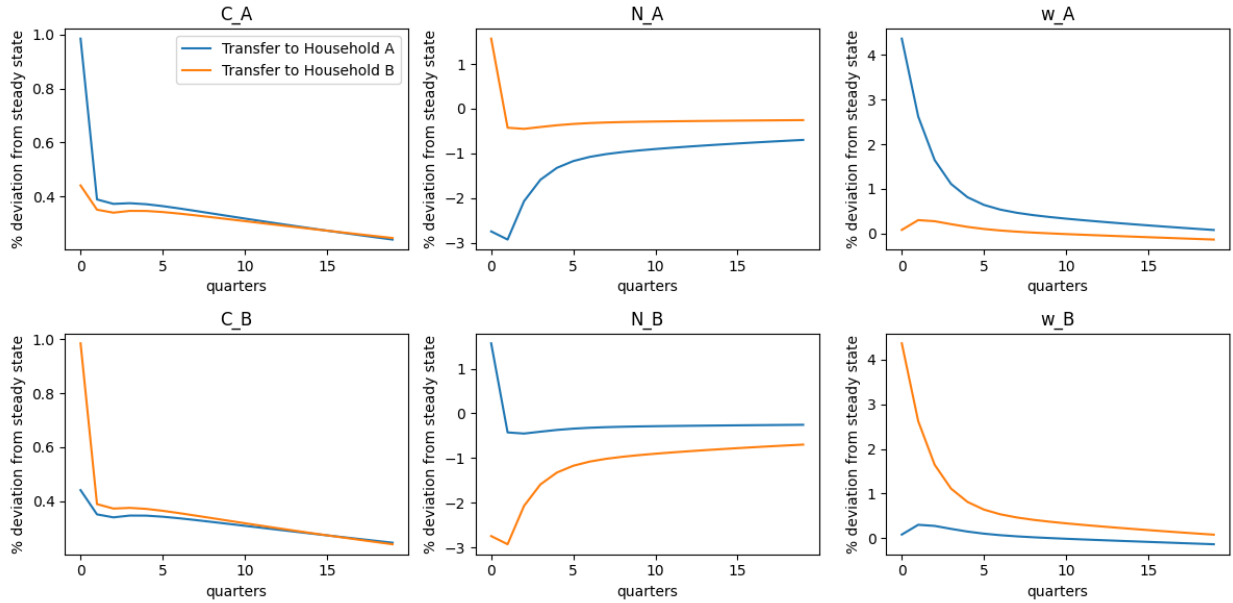 C_A
% deviation from steady state
1.0
0.8
0.6
0.4
0
5
10
15
quarters
Transfer to Household A
Transfer to Household B
N_A
% deviation from steady state
1
0
−1
−2
−3
0
5
10
15
quarters
w_A
% deviation from steady state
4
3
2
1
0
0
5
10
15
quarters
C_B
% deviation from steady state
1.0
0.8
0.6
0.4
0
5
10
15
quarters
N_B
% deviation from steady state
1
0
−1
−2
−3
0
5
10
15
quarters
w_B
% deviation from steady state
4
3
2
1
0
0
5
10
15
quarters